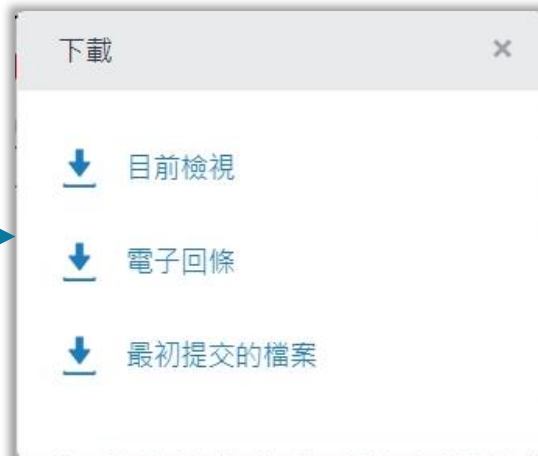 下載
目前檢視
電子回條
最初提交的檔案